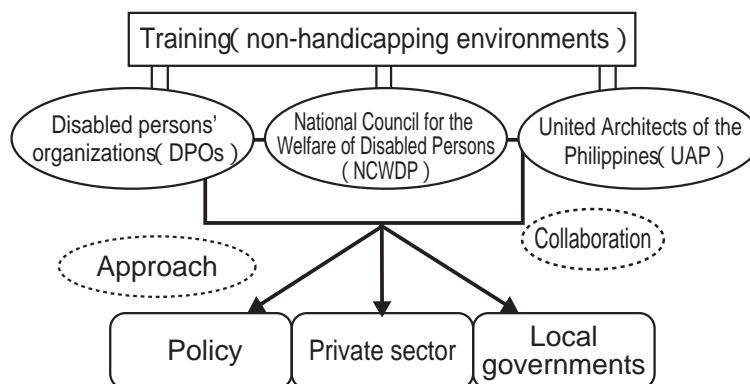 Training( non-handicapping environments )
Disabled persons'
organizations( DPOs )
National Council for the
Welfare of Disabled Persons
( NCWDP )
United Architects of the
Philippines( UAP )
Approach
Collaboration
Policy
Private sector
Local
governments